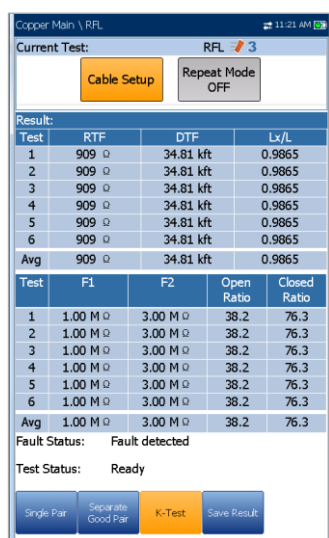 Copper Main \ RFL 11:21 AM
Current Test: RFL 3
Cable Setup
Repeat Mode
OFF
Result:
Test RTF DTF Lx/L
1 909 Ω 34.81 kft 0.9865
2 909 Ω 34.81 kft 0.9865
3 909 Ω 34.81 kft 0.9865
4 909 Ω 34.81 kft 0.9865
5 909 Ω 34.81 kft 0.9865
6 909 Ω 34.81 kft 0.9865
Avg 909 Ω 34.81 kft 0.9865
Test F1 F2 Open Closed
Ratio Ratio
1 1.00 M Ω 3.00 M Ω 38.2 76.3
2 1.00 M Ω 3.00 M Ω 38.2 76.3
3 1.00 M Ω 3.00 M Ω 38.2 76.3
4 1.00 M Ω 3.00 M Ω 38.2 76.3
5 1.00 M Ω 3.00 M Ω 38.2 76.3
6 1.00 M Ω 3.00 M Ω 38.2 76.3
Avg 1.00 M Ω 3.00 M Ω 38.2 76.3
Fault Status: Fault detected
Test Status: Ready
Single Pair
Separate
Good Pair
K-Test
Save Result